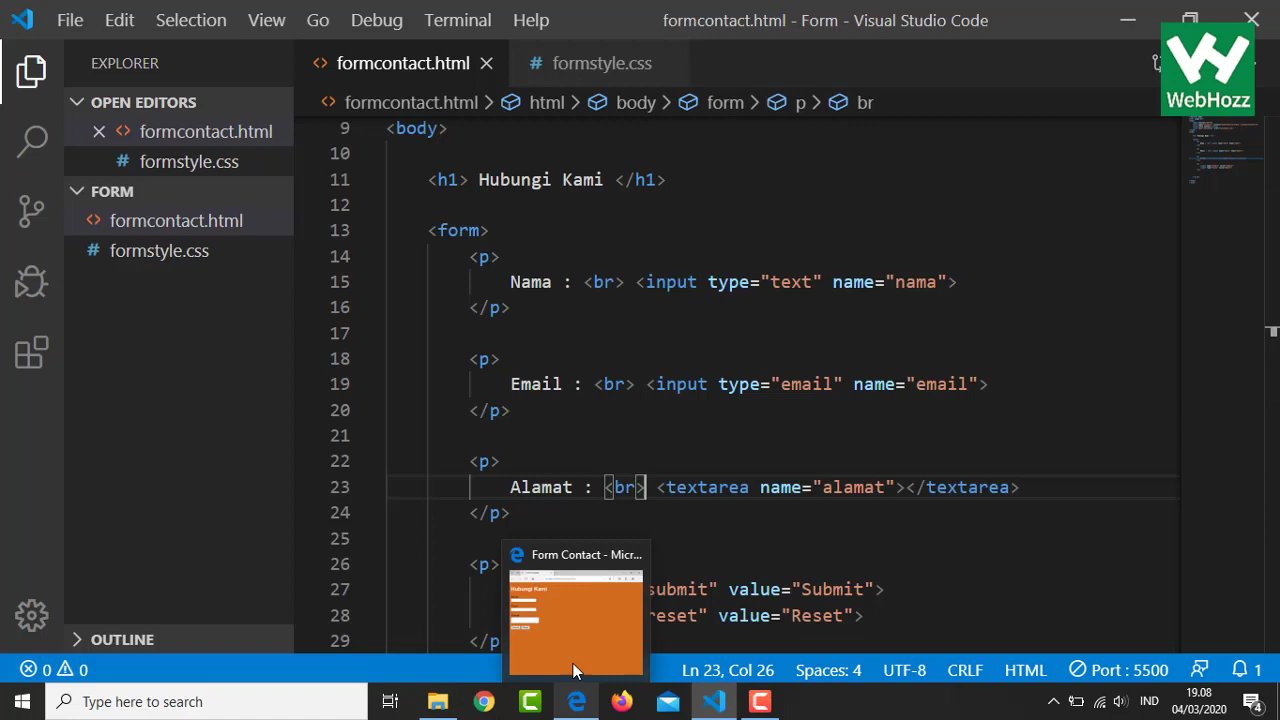 File Edit Selection View Go Debug Terminal Help formcontact.html - Form - Visual Studio Code
WebHozz
EXPLORER
formcontact.html
formstyle.css
OPEN EDITORS
formcontact.html
formstyle.css
FORM
formcontact.html
formstyle.css
OUTLINE
formcontact.html > html > body > form > p > br
9 <body>
10
11 <h1> Hubungi Kami </h1>
12
13 <form>
14 <p>
15 Nama : <br> <input type="text" name="nama">
16 </p>
17
18 <p>
19 Email : <br> <input type="email" name="email">
20 </p>
21
22 <p>
23 Alamat : <br> <textarea name="alamat"></textarea>
24 </p>
25
26 <p>
27 submit" value="Submit">
28 reset" value="Reset">
29 </p
Form Contact - Micr...
Hubungi Kami
0 0 Ln 23, Col 26 Spaces: 4 UTF-8 CRLF HTML Port : 5500 1
Type here to search
IND
19.08
04/03/2020
4